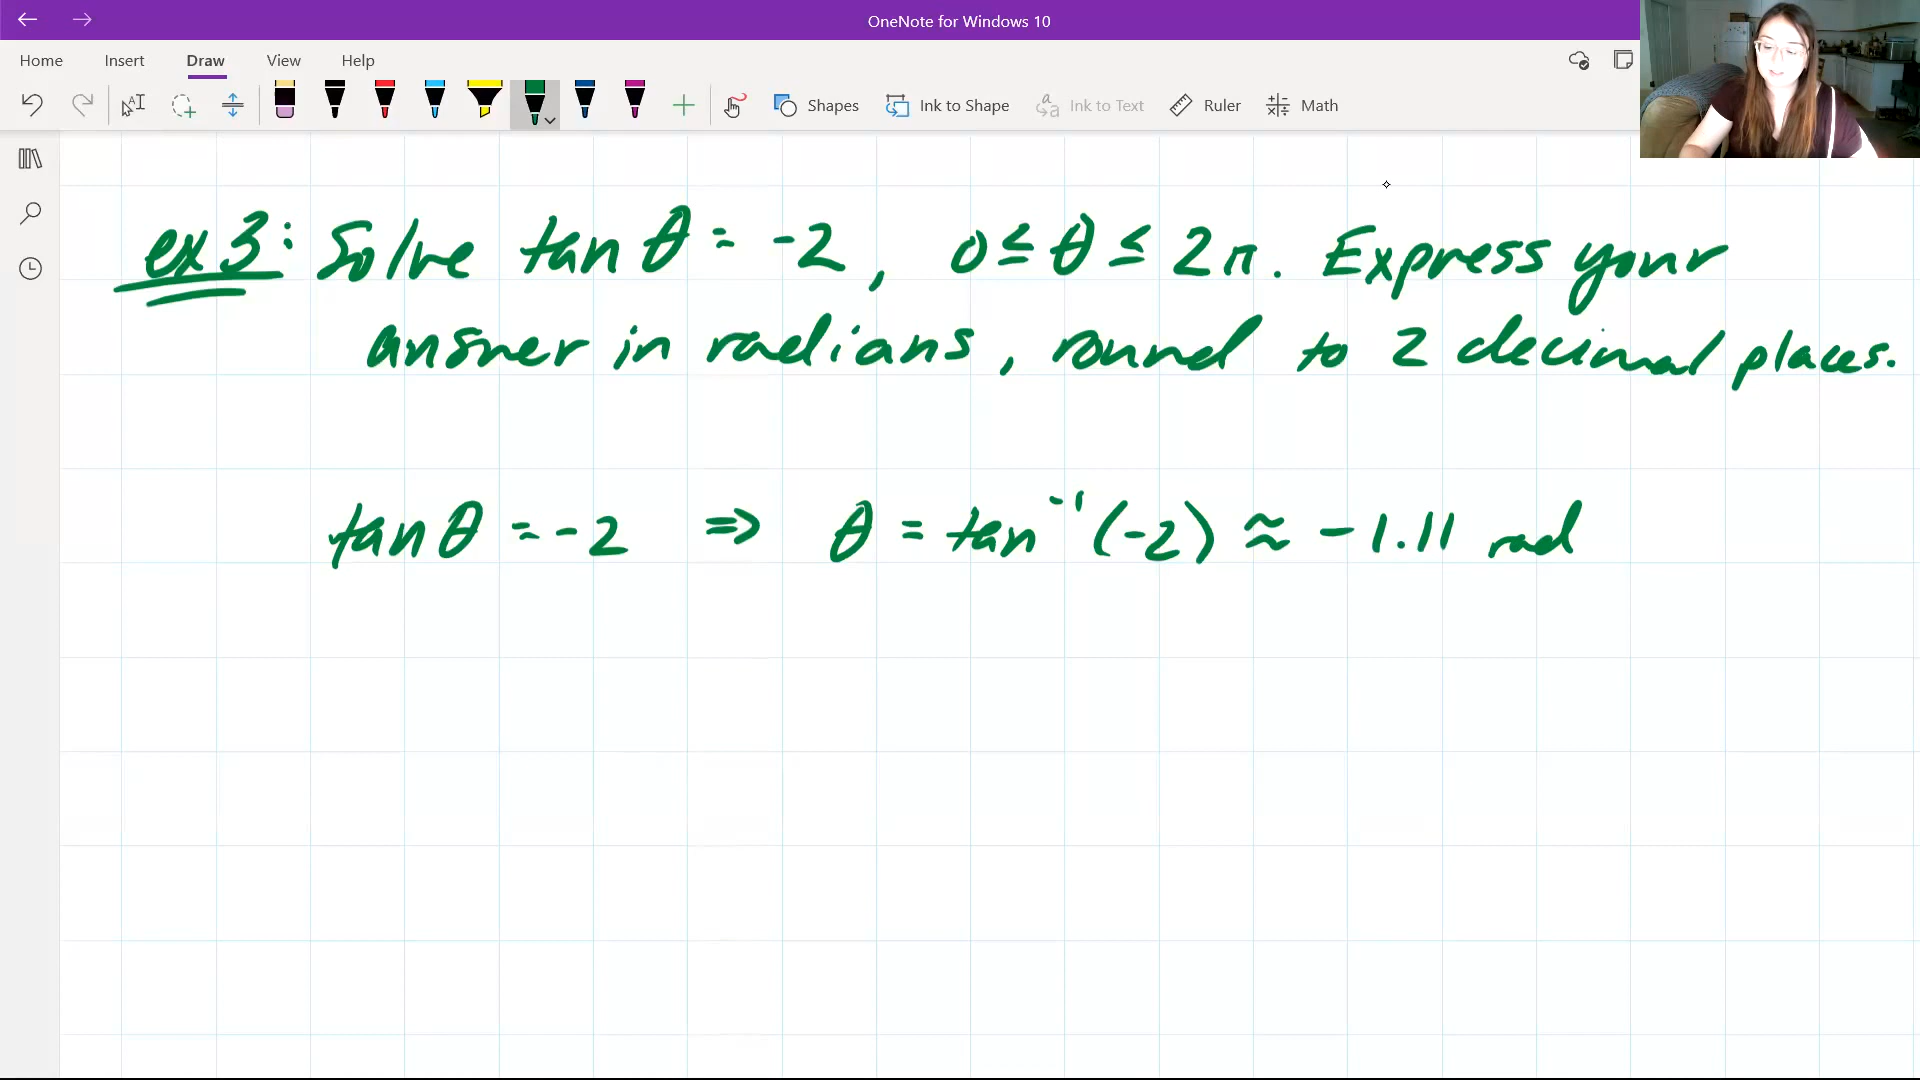 OneNote for Windows 10
Home Insert Draw View Help
Shapes Ink to Shape Ink to Text Ruler Math
ex 3: Solve tan θ = -2, 0 ≤ θ ≤ 2π. Express your
answer in radians, round to 2 decimal places.
tan θ = -2 ⇒ θ = tan⁻¹(-2) ≈ -1.11 rad